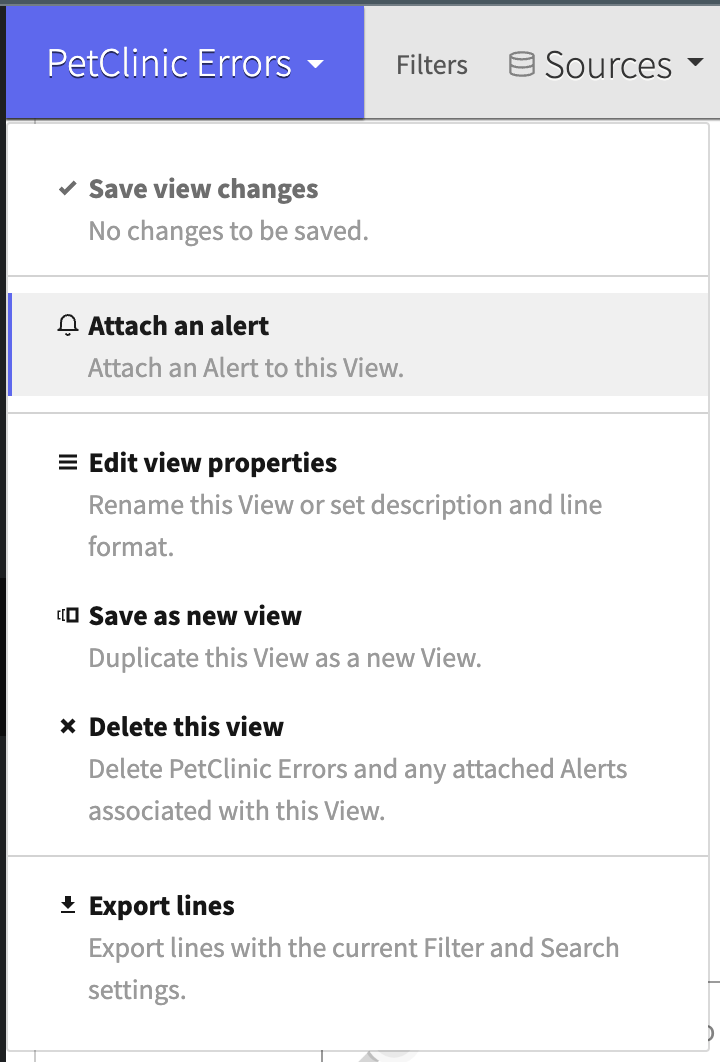 PetClinic Errors
Filters
Sources
Save view changes
No changes to be saved.
Attach an alert
Attach an Alert to this View.
Edit view properties
Rename this View or set description and line
format.
Save as new view
Duplicate this View as a new View.
Delete this view
Delete PetClinic Errors and any attached Alerts
associated with this View.
Export lines
Export lines with the current Filter and Search
settings.